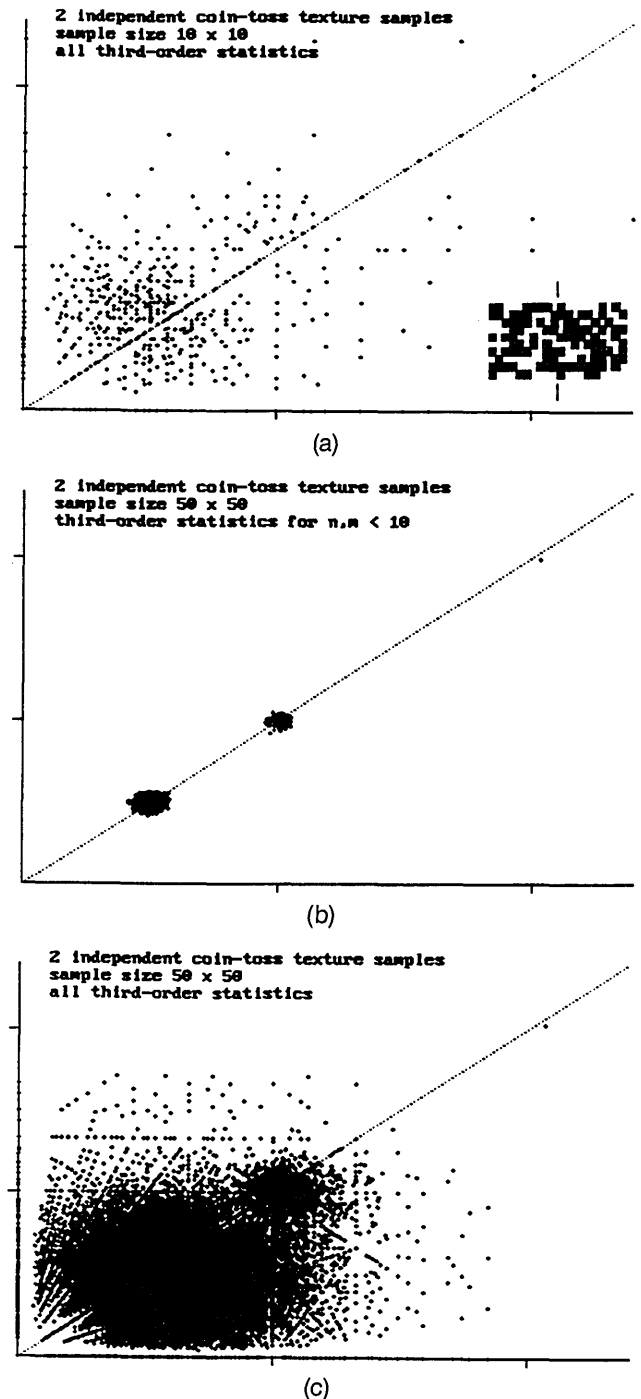 2 independent coin-toss texture samples
sample size 10 x 10
all third-order statistics
(a)
2 independent coin-toss texture samples
sample size 50 x 50
third-order statistics for n,m < 10
(b)
2 independent coin-toss texture samples
sample size 50 x 50
all third-order statistics
(c)